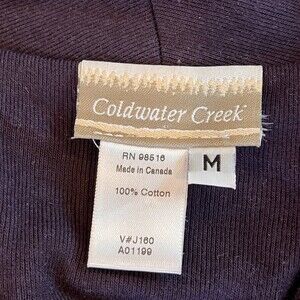 Coldwater Creek
RN 98516
Made in Canada
M
100% Cotton
V#J160
A01199